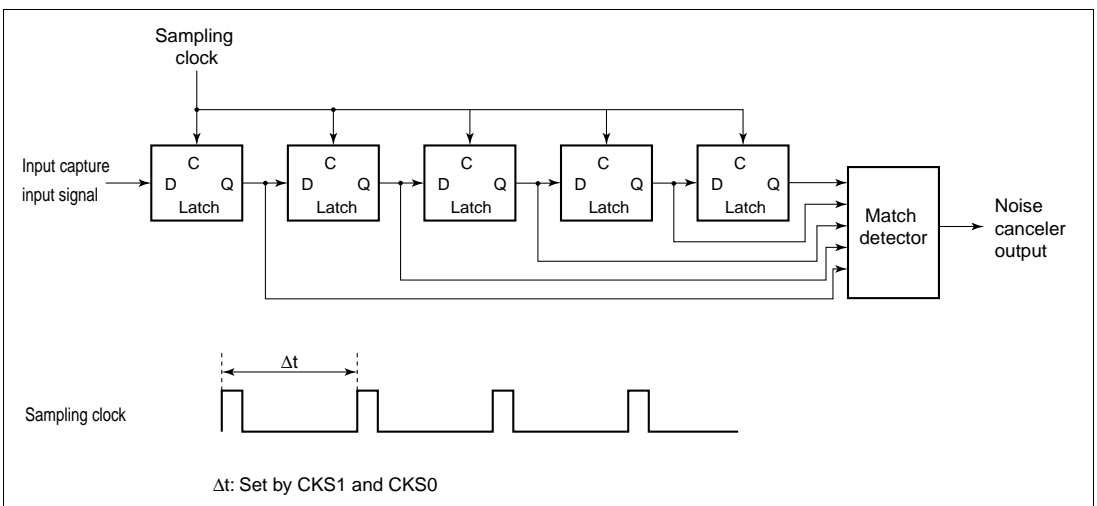 Sampling
clock
Input capture
input signal
C
D Q
Latch
C
D Q
Latch
C
D Q
Latch
C
D Q
Latch
C
D Q
Latch
Match
detector
Noise
canceler
output
Δt
Sampling clock
Δt: Set by CKS1 and CKS0